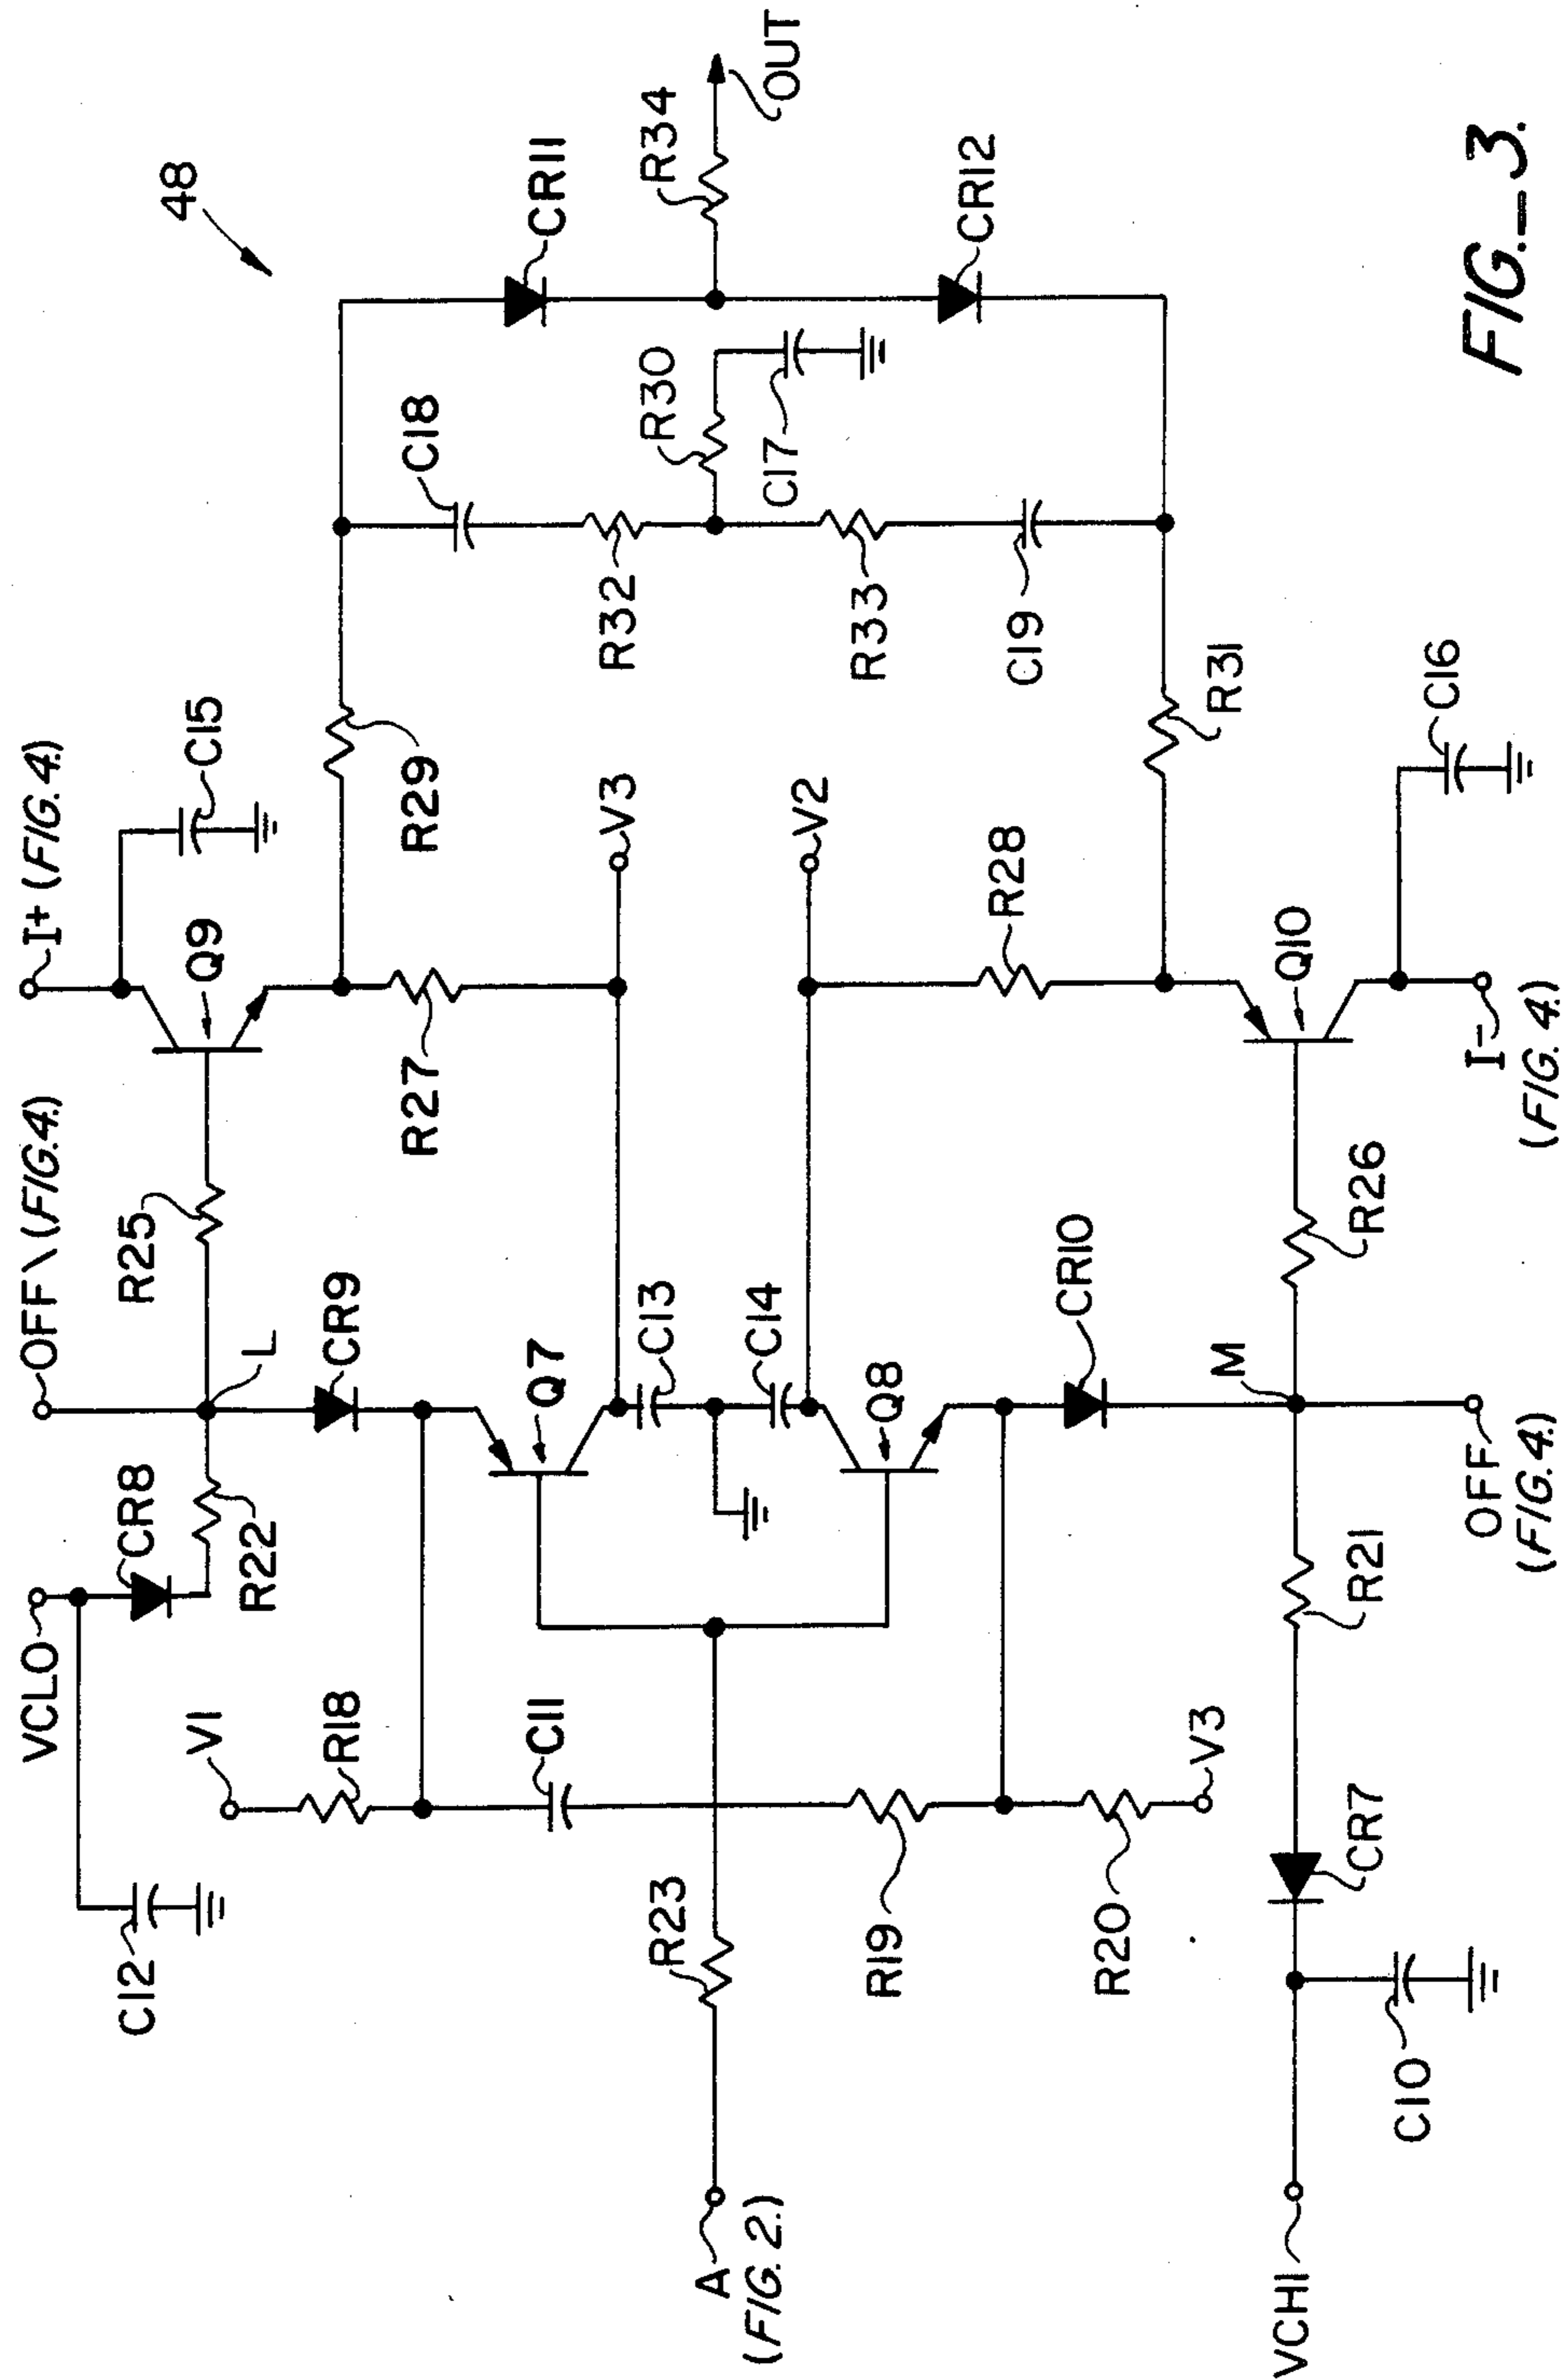 48
OUT
R34
CR11
CR12
C18
R30
C17
R32
R33
C19
R29
R31
I+ (FIG. 4.)
C15
C16
Q9
V3
V2
R28
R27
Q10
I-
(FIG. 4.)
OFF\ (FIG. 4.)
R25
R26
L
CR9
C13
C14
CR10
M
Q7
Q8
OFF
(FIG. 4.)
VCLO
CR8
R22
R21
V1
R18
C11
V3
CR7
C12
R23
R19
R20
C10
A
(FIG. 2.)
VCHI
FIG._3.